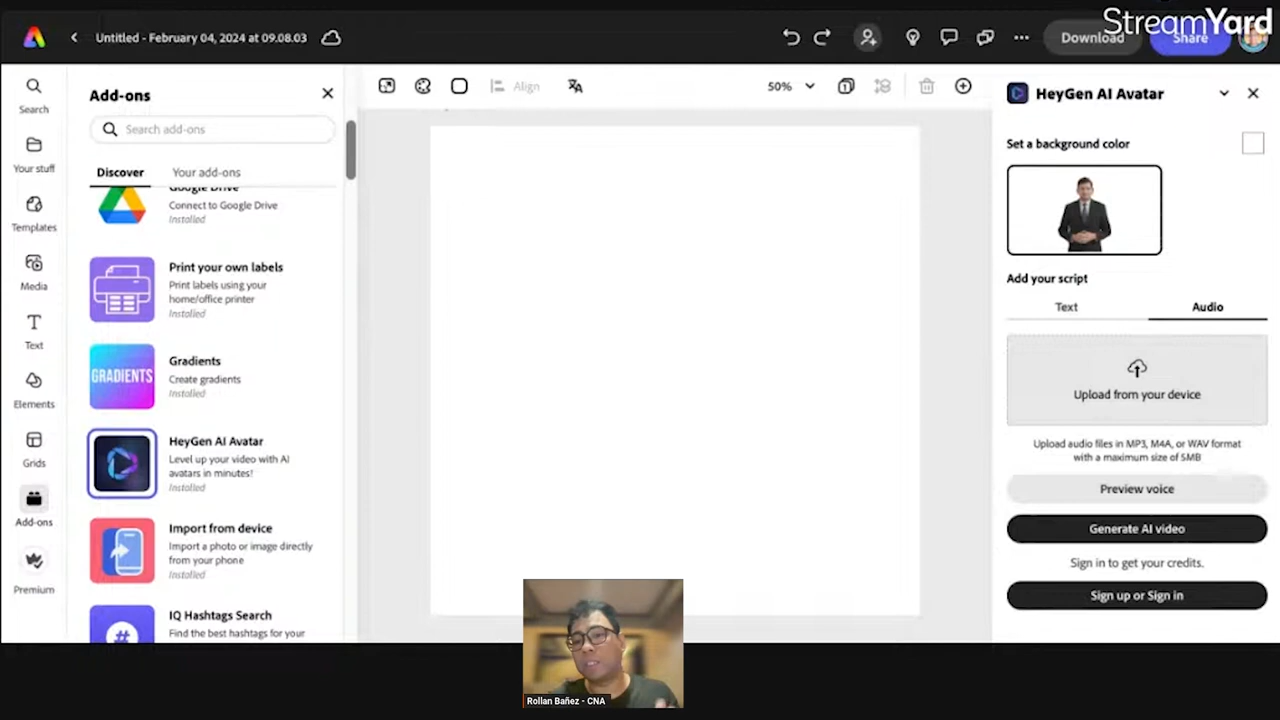 StreamYard
Untitled - February 04, 2024 at 09.08.03
Download
Share
Search
Your stuff
Templates
Media
Text
Elements
Grids
Add-ons
Premium
Add-ons
Search add-ons
Discover
Your add-ons
Google Drive
Connect to Google Drive
Installed
Print your own labels
Print labels using your
home/office printer
Installed
GRADIENTS
Gradients
Create gradients
Installed
HeyGen AI Avatar
Level up your video with AI
avatars in minutes!
Installed
Import from device
Import a photo or image directly
from your phone
Installed
#
IQ Hashtags Search
Find the best hashtags for your
Align
50%
HeyGen AI Avatar
Set a background color
Add your script
Text
Audio
Upload from your device
Upload audio files in MP3, M4A, or WAV format
with a maximum size of 5MB
Preview voice
Generate AI video
Sign in to get your credits.
Sign up or Sign in
Rollan Bañez - CNA